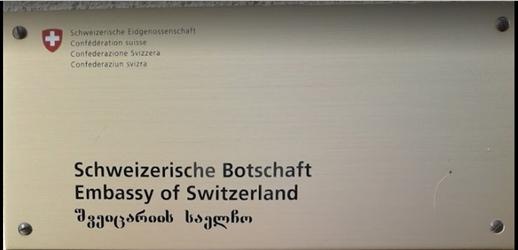 Schweizerische Eidgenossenschaft
Confédération suisse
Confederazione Svizzera
Confederaziun svizra
Schweizerische Botschaft
Embassy of Switzerland
შვეიცარიის საელჩო